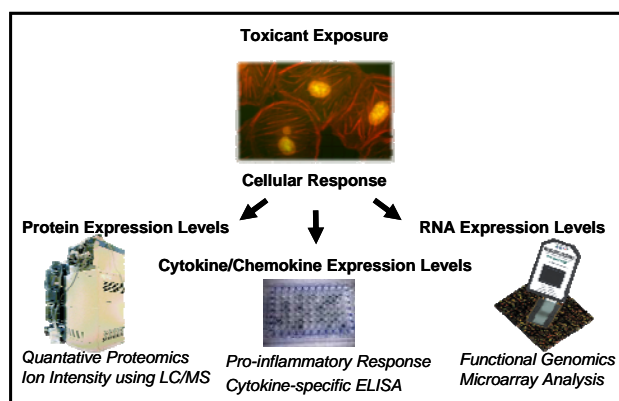 Toxicant Exposure
Cellular Response
Protein Expression Levels
RNA Expression Levels
Cytokine/Chemokine Expression Levels
Quantative Proteomics
Ion Intensity using LC/MS
Pro-inflammatory Response
Cytokine-specific ELISA
Functional Genomics
Microarray Analysis